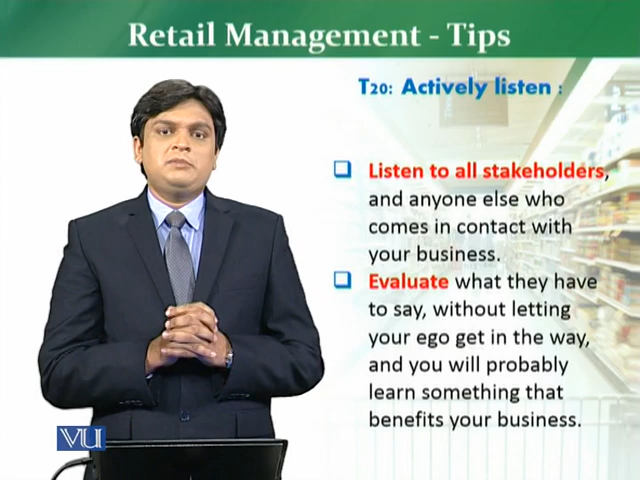 Retail Management - Tips
T20: Actively listen :
❑ Listen to all stakeholders,
and anyone else who
comes in contact with
your business.
❑ Evaluate what they have
to say, without letting
your ego get in the way,
and you will probably
learn something that
benefits your business.
VU